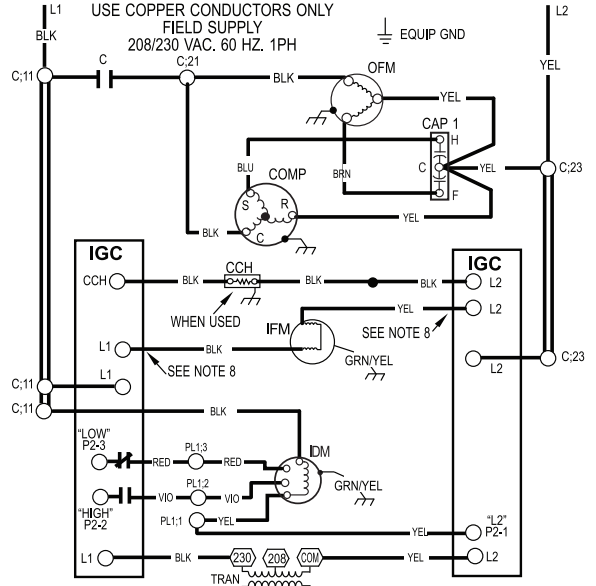 USE COPPER CONDUCTORS ONLY
FIELD SUPPLY
208/230 VAC. 60 HZ. 1PH
L1
BLK
EQUIP GND
L2
YEL
C;11
C
C;21
BLK
OFM
YEL
CAP 1
H
C
F
YEL
C;23
BLU
BRN
COMP
S
R
C
YEL
BLK
IGC
CCH
BLK
CCH
BLK
BLK
IGC
L2
WHEN USED
YEL
L2
SEE NOTE 8
IFM
L1
BLK
GRN/YEL
SEE NOTE 8
L2
C;23
C;11
L1
C;11
BLK
"LOW"
P2-3
RED
PL1;3
RED
IDM
GRN/YEL
VIO
PL1;2
VIO
"HIGH"
P2-2
PL1;1
YEL
YEL
"L2"
P2-1
L1
BLK
230
208
COM
YEL
L2
TRAN